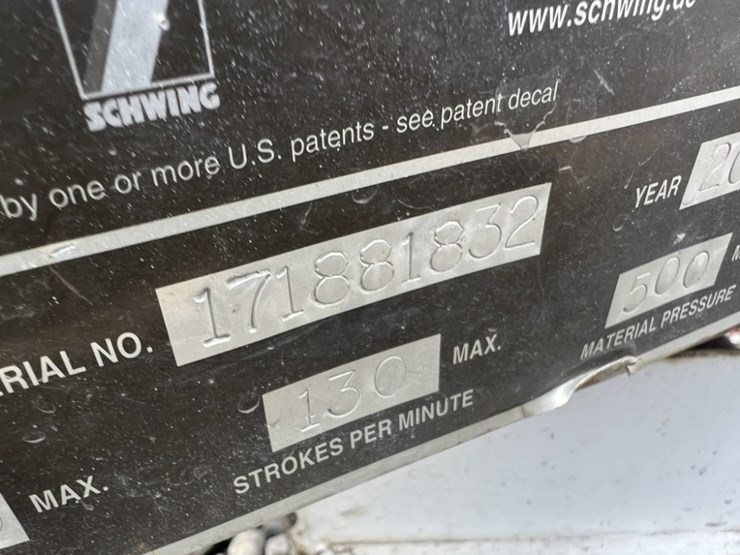 www.schwing.
SCHWING
by one or more U.S. patents - see patent decal
YEAR 20
RIAL NO. 171881832
500
MATERIAL PRESSURE
130 MAX.
STROKES PER MINUTE
MAX.